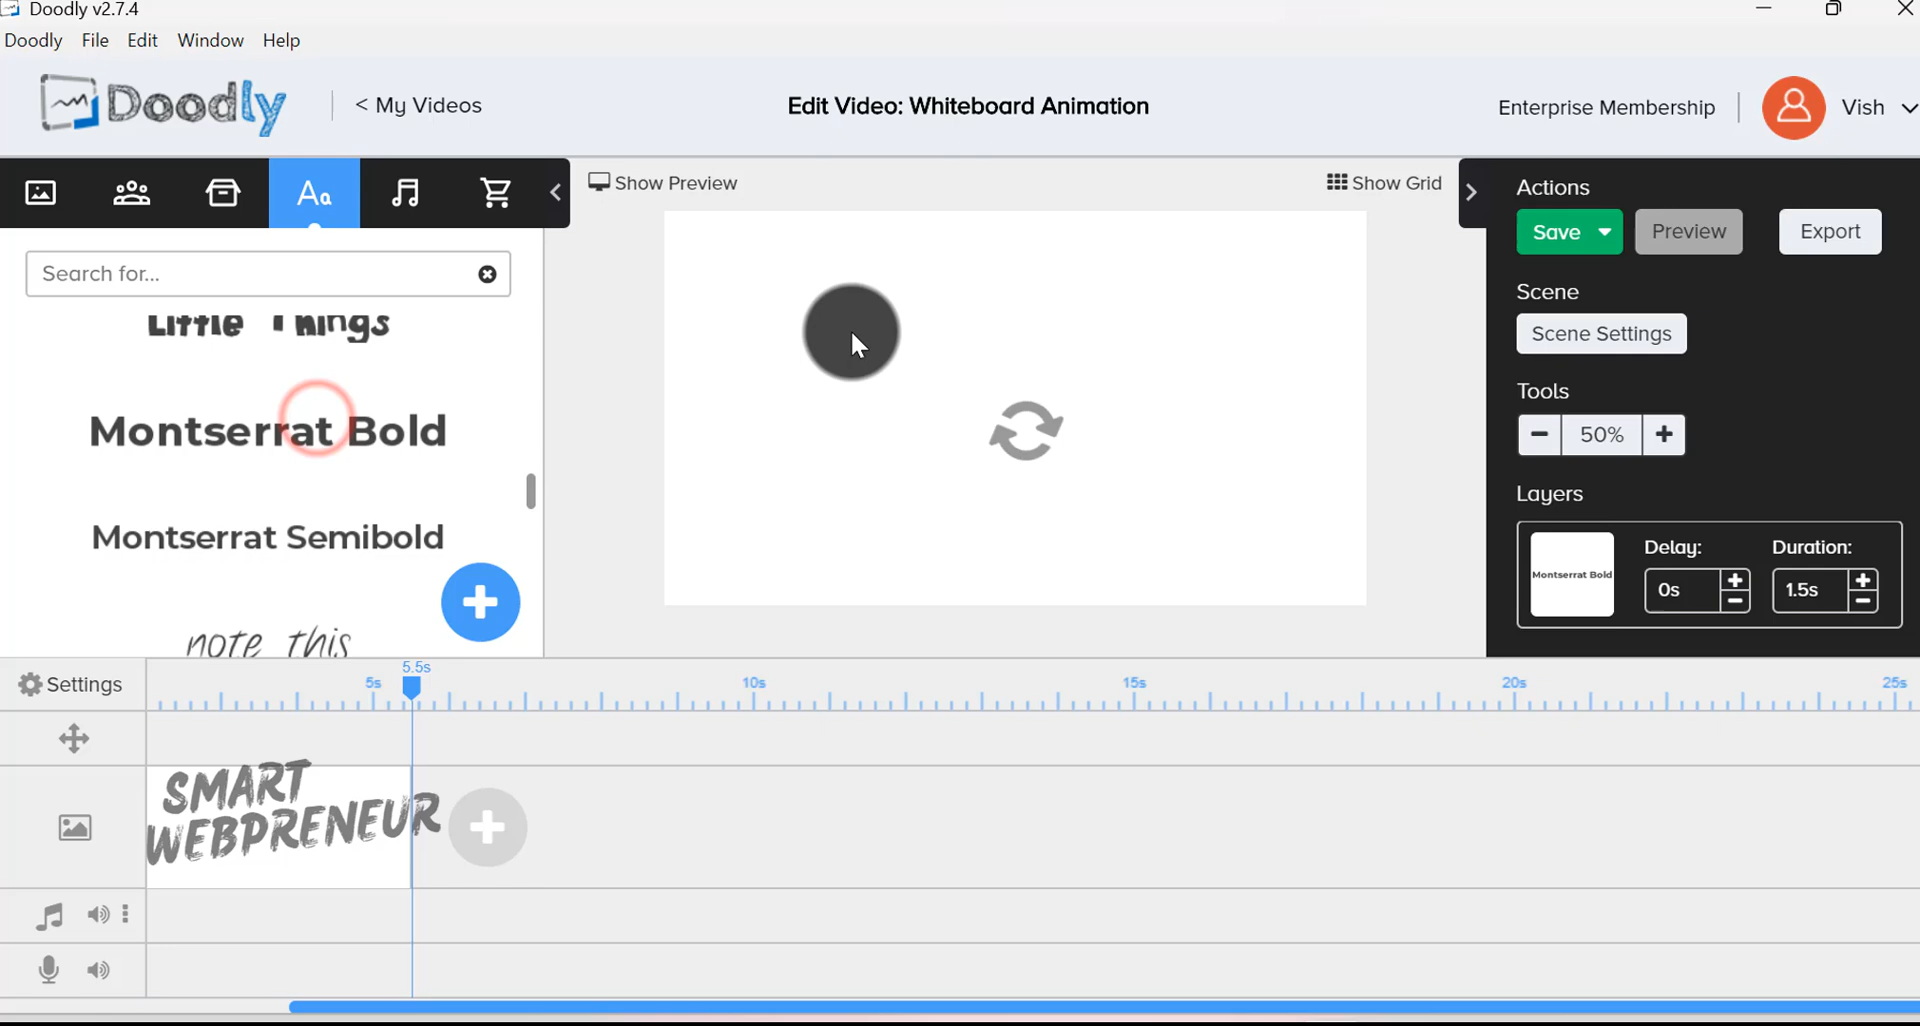 Doodly v2.7.4
Doodly File Edit Window Help
Doodly
< My Videos
Edit Video: Whiteboard Animation
Enterprise Membership
Vish
Aa
Show Preview
Show Grid
Actions
Save
Preview
Export
Search for...
Little Things
Montserrat Bold
Montserrat Semibold
note this
Scene
Scene Settings
Tools
50%
Layers
Montserrat Bold
Delay:
Duration:
0s
1.5s
Settings
5.5s
5s
10s
15s
20s
25s
SMART
WEBPRENEUR